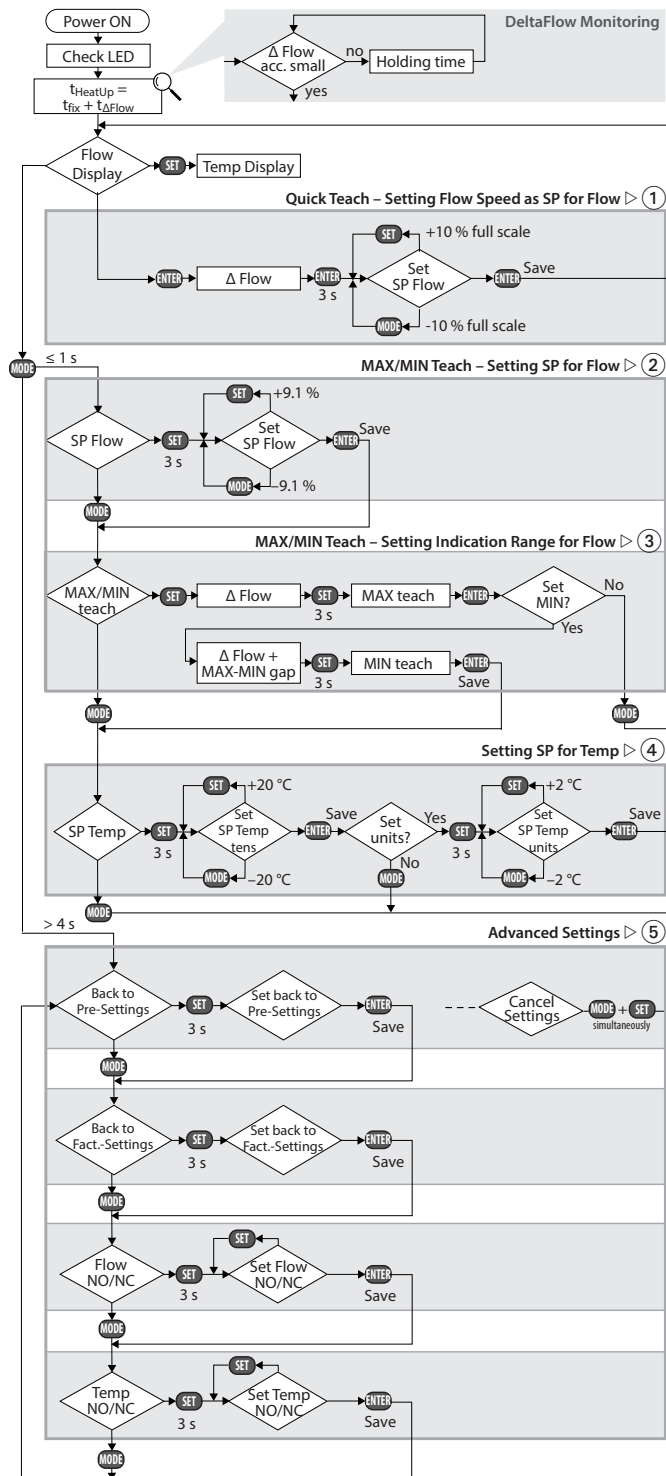 Power ON
DeltaFlow Monitoring
Check LED
Δ Flow
acc. small
no
Holding time
yes
tHeatUp =
tfix + tΔFlow
Flow
Display
SET
Temp Display
Quick Teach – Setting Flow Speed as SP for Flow ▷ ①
SET
+10 % full scale
ENTER
Δ Flow
ENTER
3 s
Set
SP Flow
ENTER
Save
MODE
-10 % full scale
MODE
≤ 1 s
MAX/MIN Teach – Setting SP for Flow ▷ ②
SET
+9.1 %
SP Flow
SET
3 s
Set
SP Flow
ENTER
Save
MODE
–9.1 %
MODE
MAX/MIN Teach – Setting Indication Range for Flow ▷ ③
MAX/MIN
teach
SET
Δ Flow
SET
3 s
MAX teach
ENTER
Set
MIN?
No
Yes
Δ Flow +
MAX-MIN gap
SET
3 s
MIN teach
ENTER
Save
MODE
MODE
Setting SP for Temp ▷ ④
SET
+20 °C
SET
+2 °C
SP Temp
SET
3 s
Set
SP Temp
tens
Save
ENTER
Set
units?
Yes
No
SET
3 s
Set
SP Temp
units
Save
ENTER
MODE
–20 °C
MODE
MODE
–2 °C
MODE
> 4 s
Advanced Settings ▷ ⑤
Back to
Pre-Settings
SET
3 s
Set back to
Pre-Settings
ENTER
Save
Cancel
Settings
MODE + SET
simultaneously
MODE
Back to
Fact.-Settings
SET
3 s
Set back to
Fact.-Settings
ENTER
Save
MODE
SET
Flow
NO/NC
SET
3 s
Set Flow
NO/NC
ENTER
Save
MODE
SET
Temp
NO/NC
SET
3 s
Set Temp
NO/NC
ENTER
Save
MODE